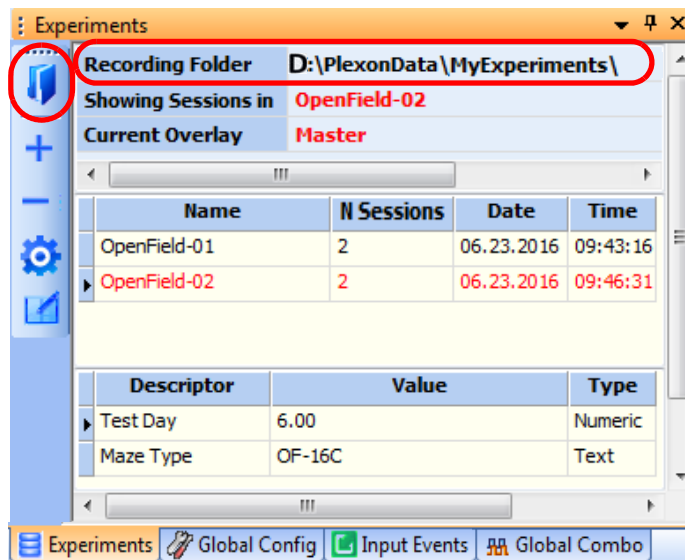 Experiments
Recording Folder D:\PlexonData\MyExperiments\
Showing Sessions in OpenField-02
Current Overlay Master
Name N Sessions Date Time
OpenField-01 2 06.23.2016 09:43:16
OpenField-02 2 06.23.2016 09:46:31
Descriptor Value Type
Test Day 6.00 Numeric
Maze Type OF-16C Text
Experiments Global Config Input Events Global Combo